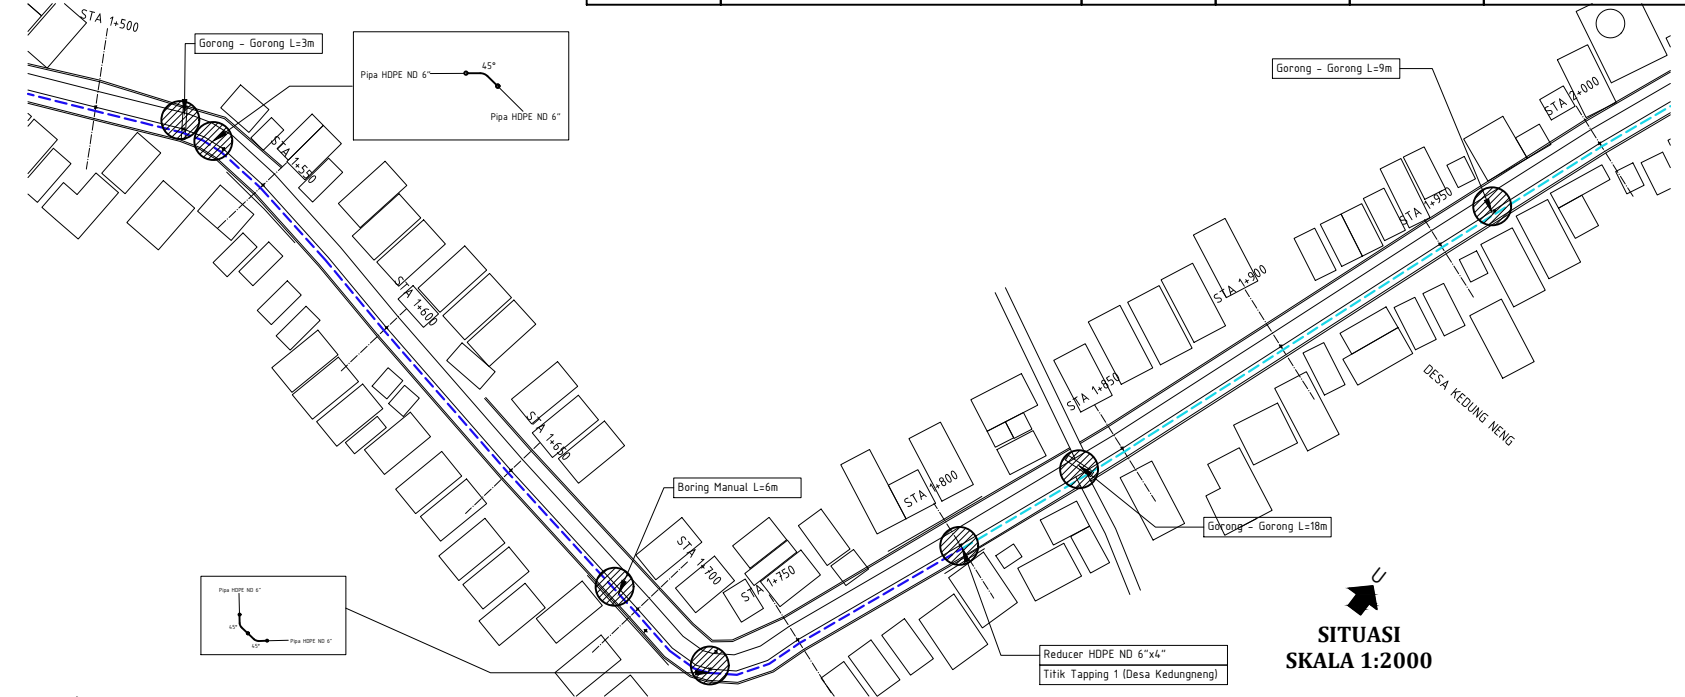 STA 1+500
Gorong - Gorong L=3m
Pipa HDPE ND 6"
45°
Pipa HDPE ND 6"
Gorong - Gorong L=9m
STA 2+000
STA 1+550
STA 1+950
STA 1+600
STA 1+900
STA 1+850
DESA KEDUNG NENG
STA 1+650
Boring Manual L=6m
STA 1+800
Gorong - Gorong L=18m
STA 1+700
STA 1+750
Pipa HDPE ND 6"
45°
45°
Pipa HDPE ND 6"
U
SITUASI
SKALA 1:2000
Reducer HDPE ND 6"x4"
Titik Tapping 1 (Desa Kedungneng)